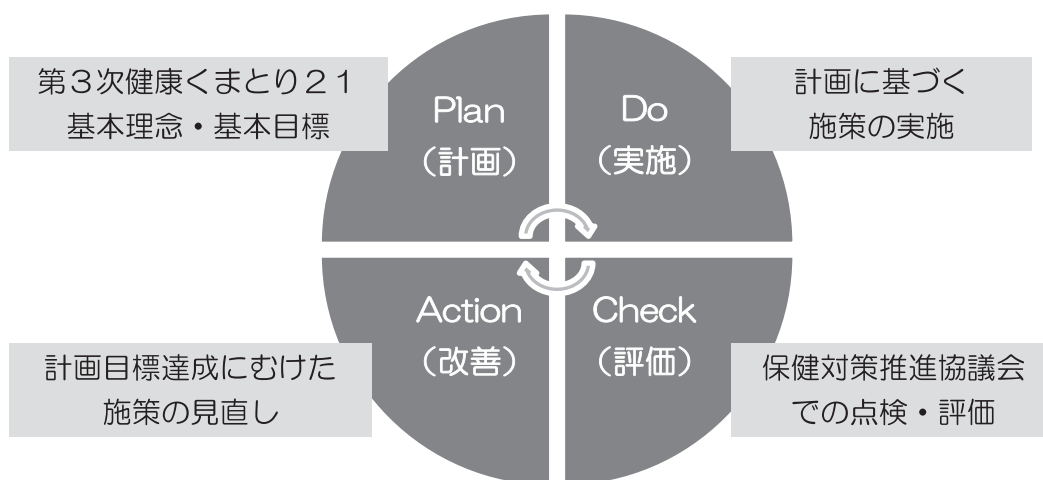 第３次健康くまとり２１
基本理念・基本目標
Plan
（計画）
Do
（実施）
計画に基づく
施策の実施
計画目標達成にむけた
施策の見直し
Action
（改善）
Check
（評価）
保健対策推進協議会
での点検・評価